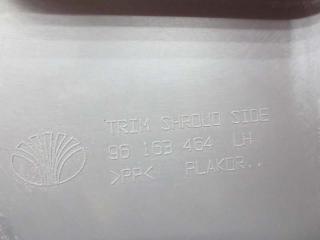 TRIM SHROUD SIDE
96 163 464 LH
>PP< PLAKOR..